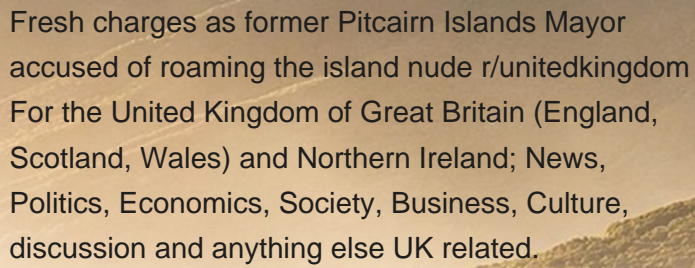 Fresh charges as former Pitcairn Islands Mayor
accused of roaming the island nude r/unitedkingdom
For the United Kingdom of Great Britain (England,
Scotland, Wales) and Northern Ireland; News,
Politics, Economics, Society, Business, Culture,
discussion and anything else UK related.